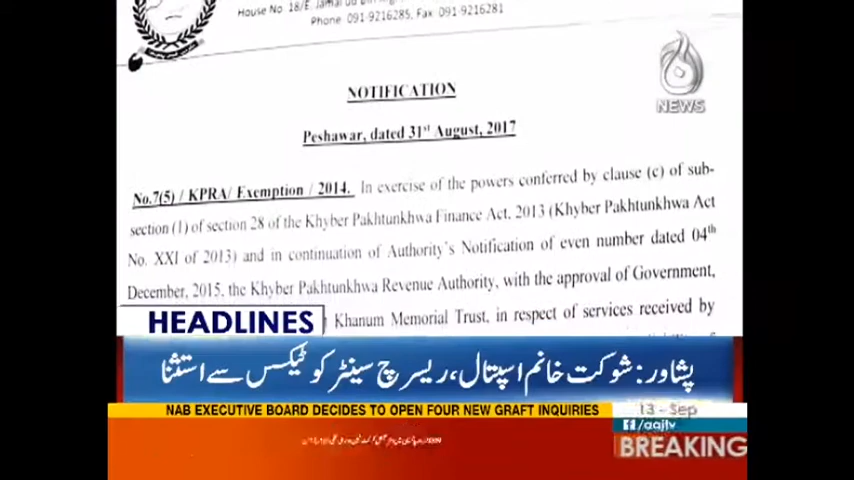 House No. 18/E,
Phone: 091-9216285, Fax 091-9216281
NEWS
NOTIFICATION
Peshawar, dated 31st August, 2017
No.7(5) / KPRA/ Exemption / 2014. In exercise of the powers conferred by clause (c) of sub-
section (1) of section 28 of the Khyber Pakhtunkhwa Finance Act, 2013 (Khyber Pakhtunkhwa Act
No. XXI of 2013) and in continuation of Authority's Notification of even number dated 04th
December, 2015, the Khyber Pakhtunkhwa Revenue Authority, with the approval of Government,
Khanum Memorial Trust, in respect of services received by
HEADLINES
پشاور: شوکت خانم اسپتال، ریسرچ سینٹر کو ٹیکس سے استثنا
NAB EXECUTIVE BOARD DECIDES TO OPEN FOUR NEW GRAFT INQUIRIES
13 - Sep
/aajtv
BREAKING